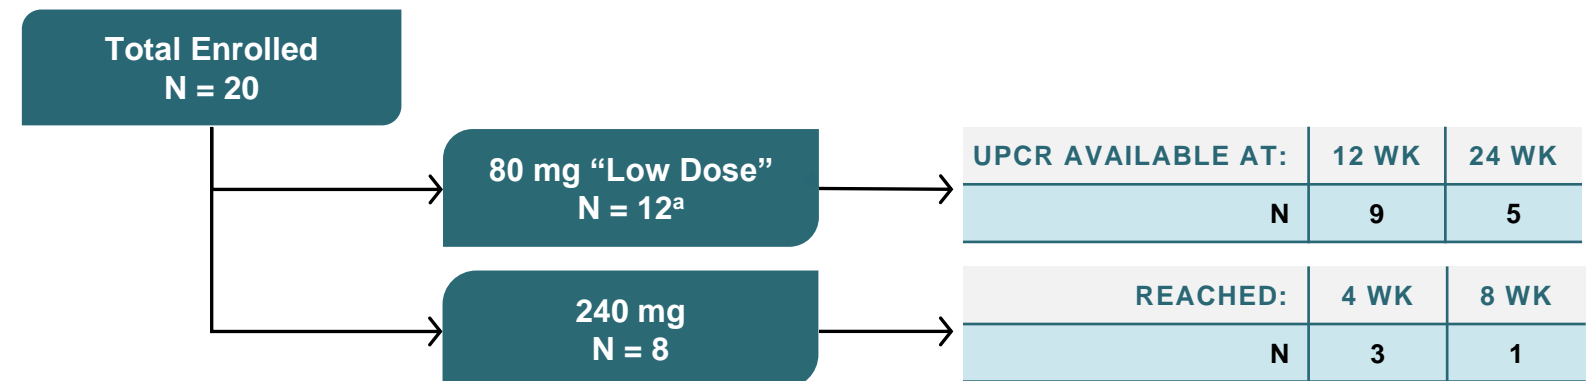 Total Enrolled
N = 20
80 mg “Low Dose”
N = 12ª
UPCR AVAILABLE AT: 12 WK 24 WK
N 9 5
240 mg
N = 8
REACHED: 4 WK 8 WK
N 3 1